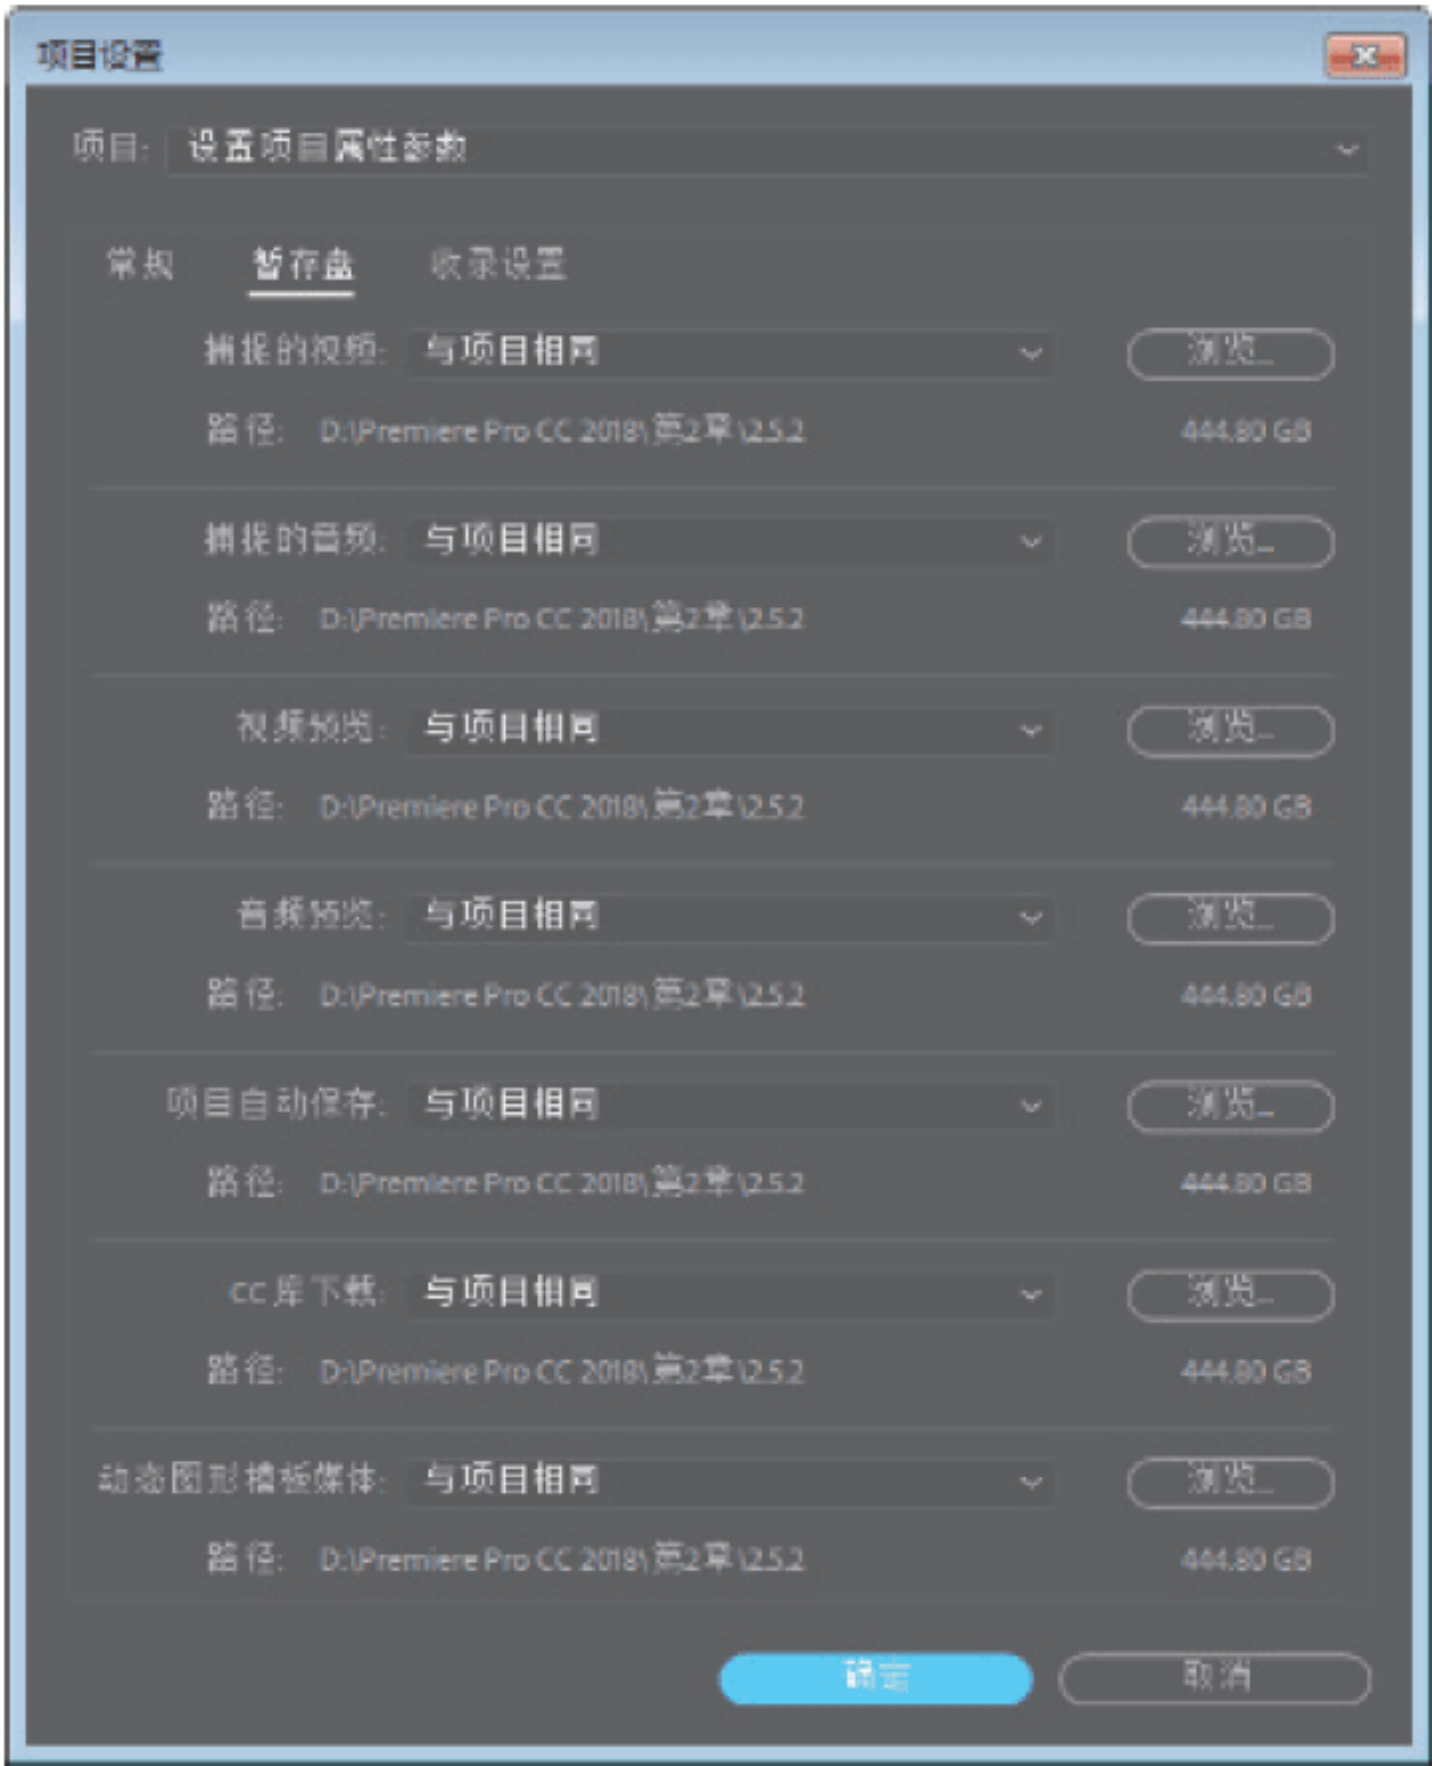 项目设置
项目: 设置项目属性参数
常规 暂存盘 收录设置
捕捉的视频: 与项目相同 浏览...
路径: D:\Premiere Pro CC 2018\第2章\2.5.2 444.80 GB
捕捉的音频: 与项目相同 浏览...
路径: D:\Premiere Pro CC 2018\第2章\2.5.2 444.80 GB
视频预览: 与项目相同 浏览...
路径: D:\Premiere Pro CC 2018\第2章\2.5.2 444.80 GB
音频预览: 与项目相同 浏览...
路径: D:\Premiere Pro CC 2018\第2章\2.5.2 444.80 GB
项目自动保存: 与项目相同 浏览...
路径: D:\Premiere Pro CC 2018\第2章\2.5.2 444.80 GB
CC 库下载: 与项目相同 浏览...
路径: D:\Premiere Pro CC 2018\第2章\2.5.2 444.80 GB
动态图形模板媒体: 与项目相同 浏览...
路径: D:\Premiere Pro CC 2018\第2章\2.5.2 444.80 GB
确定 取消